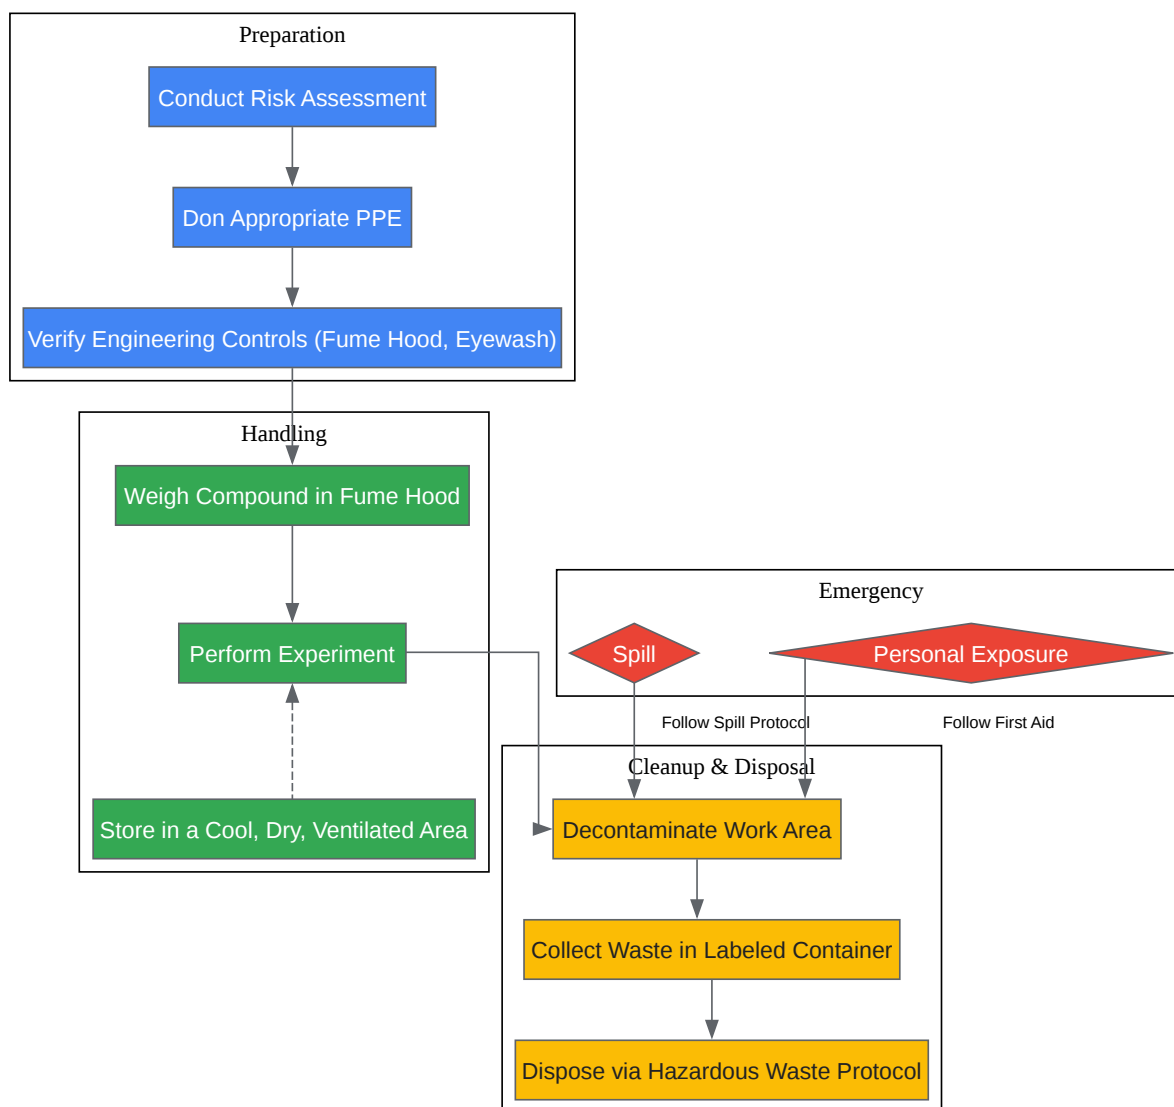 Preparation
Conduct Risk Assessment
Don Appropriate PPE
Verify Engineering Controls (Fume Hood, Eyewash)
Handling
Weigh Compound in Fume Hood
Perform Experiment
Store in a Cool, Dry, Ventilated Area
Emergency
Spill
Personal Exposure
Follow Spill Protocol
Follow First Aid
Cleanup & Disposal
Decontaminate Work Area
Collect Waste in Labeled Container
Dispose via Hazardous Waste Protocol